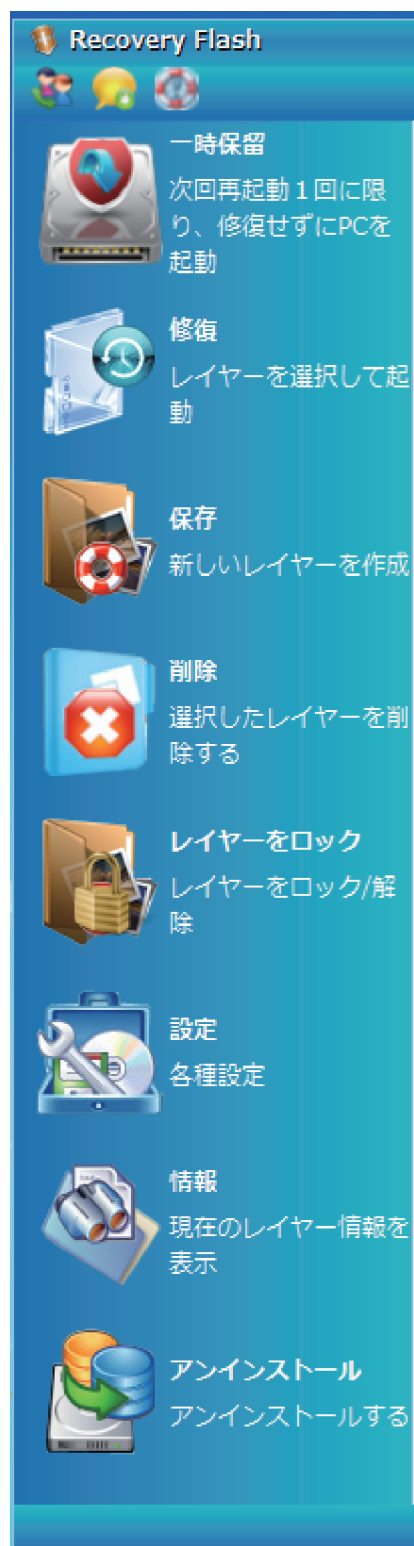 Recovery Flash
一時保留
次回再起動１回に限
り、修復せずにPCを
起動
修復
レイヤーを選択して起
動
保存
新しいレイヤーを作成
削除
選択したレイヤーを削
除する
レイヤーをロック
レイヤーをロック/解
除
設定
各種設定
情報
現在のレイヤー情報を
表示
アンインストール
アンインストールする